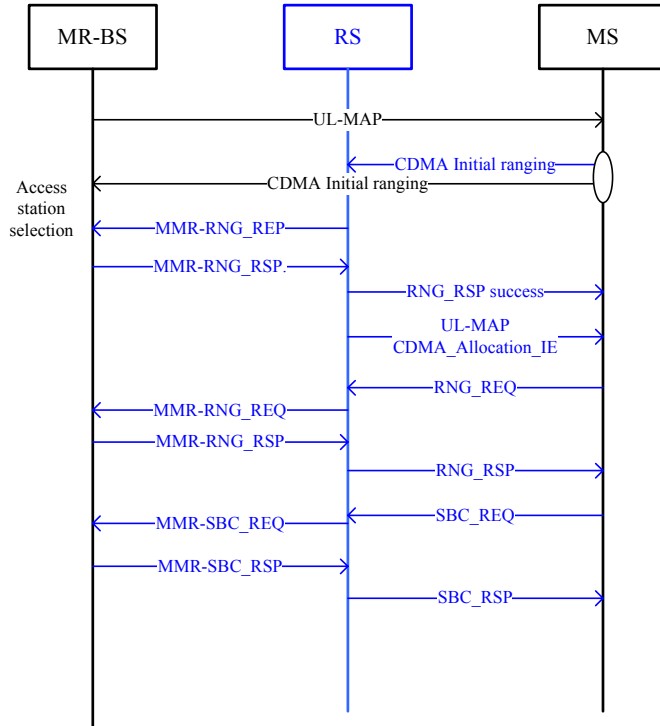 MR-BS
RS
MS
UL-MAP
CDMA Initial ranging
CDMA Initial ranging
Access
station
selection
MMR-RNG_REP
MMR-RNG_RSP.
RNG_RSP success
UL-MAP
CDMA_Allocation_IE
RNG_REQ
MMR-RNG_REQ
MMR-RNG_RSP
RNG_RSP
SBC_REQ
MMR-SBC_REQ
MMR-SBC_RSP
SBC_RSP